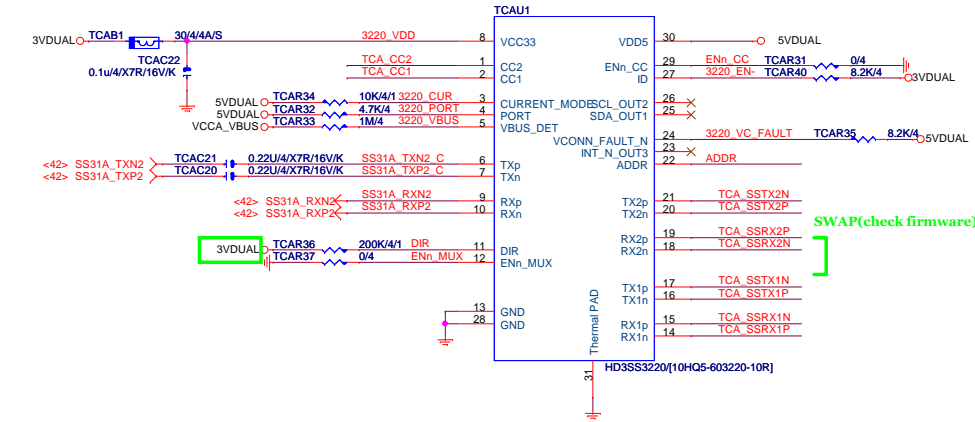 TCAU1
3VDUAL TCAB1 30/4/4A/S 3220_VDD 8 VCC33 VDD5 30 5VDUAL
TCAC22
0.1u/4/X7R/16V/K
TCA_CC2 1 CC2
TCA_CC1 2 CC1
ENn_CC 29 ENn_CC TCAR31 0/4
ID 27 3220_EN- TCAR40 8.2K/4 3VDUAL
5VDUAL TCAR34 10K/4/1 3220_CUR 3 CURRENT_MODE SCL_OUT2 26
5VDUAL TCAR32 4.7K/4 3220_PORT 4 PORT SDA_OUT1 25
VCCA_VBUS TCAR33 1M/4 3220_VBUS 5 VBUS_DET
VCONN_FAULT_N 24 3220_VC_FAULT TCAR35 8.2K/4 5VDUAL
INT_N_OUT3 23
ADDR 22 ADDR
<42> SS31A_TXN2 TCAC21 0.22U/4/X7R/16V/K SS31A_TXN2_C 6 TXp
<42> SS31A_TXP2 TCAC20 0.22U/4/X7R/16V/K SS31A_TXP2_C 7 TXn
<42> SS31A_RXN2 SS31A_RXN2 9 RXp
<42> SS31A_RXP2 SS31A_RXP2 10 RXn
TX2p 21 TCA_SSTX2N
TX2n 20 TCA_SSTX2P
SWAP(check firmware)
RX2p 19 TCA_SSRX2P
RX2n 18 TCA_SSRX2N
3VDUAL TCAR36 200K/4/1 DIR 11 DIR
TCAR37 0/4 ENn_MUX 12 ENn_MUX
TX1p 17 TCA_SSTX1N
TX1n 16 TCA_SSTX1P
13 GND
28 GND
RX1p 15 TCA_SSRX1N
RX1n 14 TCA_SSRX1P
Thermal PAD
31
HD3SS3220/[10HQ5-603220-10R]